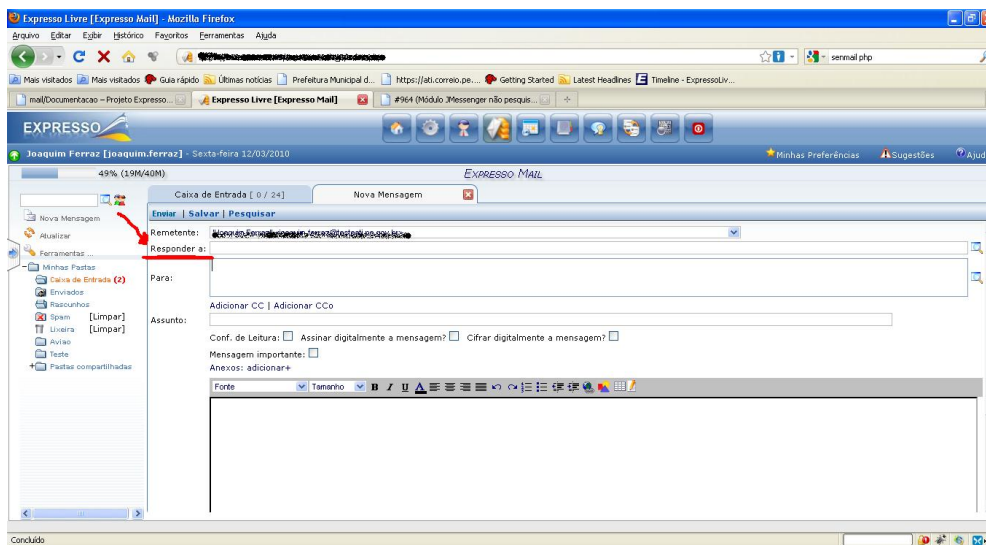 Expresso Livre [Expresso Mail] - Mozilla Firefox
Arquivo Editar Exibir Histórico Favoritos Ferramentas Ajuda
senmail php
Mais visitados Mais visitados Guia rápido Últimas notícias Prefeitura Municipal d... https://ati.correio.pe.... Getting Started Latest Headlines Timeline - ExpressoLiv...
mail/Documentacao – Projeto Expresso... Expresso Livre [Expresso Mail] #964 (Módulo JMessenger não pesquis...
EXPRESSO
Joaquim Ferraz [joaquim.ferraz] - Sexta-feira 12/03/2010 Minhas Preferências Sugestões Ajud
49% (19M/40M) EXPRESSO MAIL
Caixa de Entrada [ 0 / 24] Nova Mensagem
Enviar | Salvar | Pesquisar
Nova Mensagem
Atualizar
Ferramentas ...
Minhas Pastas
Caixa de Entrada (2)
Enviados
Rascunhos
Spam [Limpar]
Lixeira [Limpar]
Aviso
Teste
Pastas compartilhadas
Remetente:
Responder a:
Para:
Adicionar CC | Adicionar CCo
Assunto:
Conf. de Leitura: Assinar digitalmente a mensagem? Cifrar digitalmente a mensagem?
Mensagem importante:
Anexos: adicionar+
Fonte Tamanho B I U A
Concluído